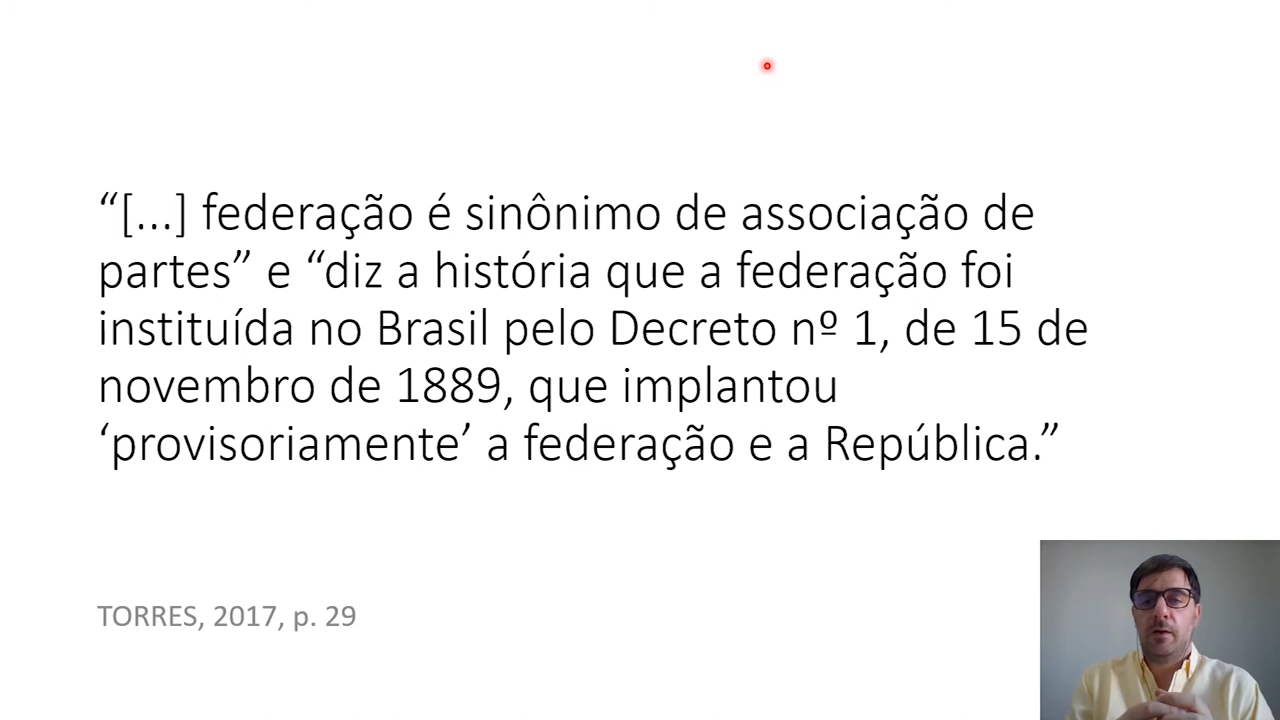 “[...] federação é sinônimo de associação de
partes” e “diz a história que a federação foi
instituída no Brasil pelo Decreto nº 1, de 15 de
novembro de 1889, que implantou
‘provisoriamente’ a federação e a República.”
TORRES, 2017, p. 29